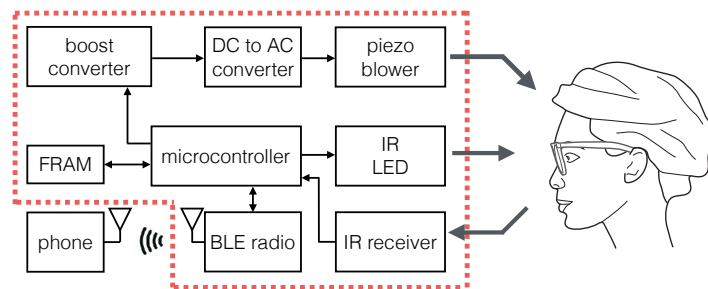 boost
converter
DC to AC
converter
piezo
blower
FRAM
microcontroller
IR
LED
phone
BLE radio
IR receiver